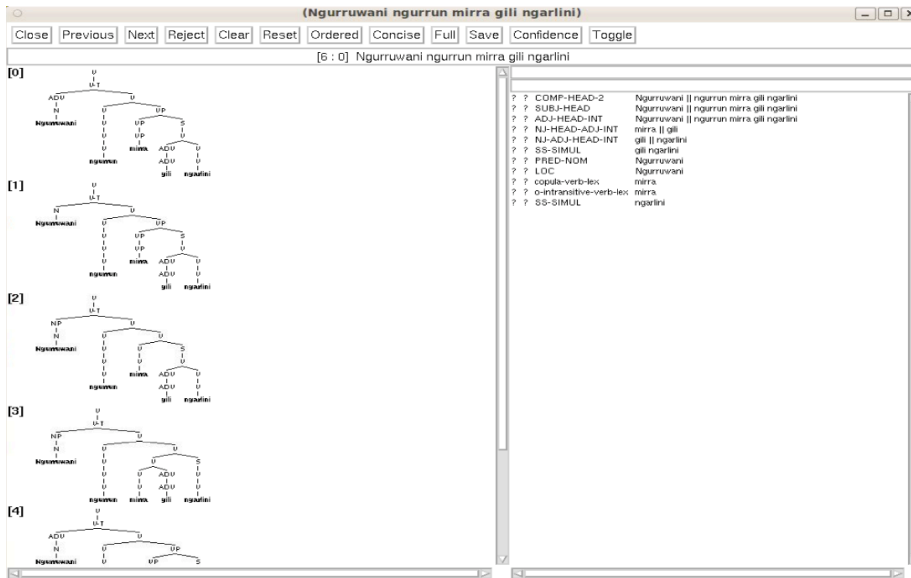 (Ngurruwani ngurrun mirra gili ngarlini)
Close Previous Next Reject Clear Reset Ordered Concise Full Save Confidence Toggle
[6 : 0] Ngurruwani ngurrun mirra gili ngarlini
[0]
V
V-T
ADV V
N V VP
Ngurruwani V VP S
V VP V
V mirra ADV V
V ADV V
ngurrun gili ngarlini
[1]
V
V-T
N V
Ngurruwani V VP
V VP S
V VP V
V mirra ADV V
V ADV V
ngurrun gili ngarlini
[2]
V
V-T
NP V
N V V
Ngurruwani V V S
V V V
V mirra ADV V
V ADV V
ngurrun gili ngarlini
[3]
V
V-T
NP V
N V V
Ngurruwani V V S
V V ADV V
V V ADV V
ngurrun mirra gili ngarlini
[4]
V
V-T
ADV V
N V VP
Ngurruwani V VP S
? ? COMP-HEAD-2 Ngurruwani || ngurrun mirra gili ngarlini
? ? SUBJ-HEAD Ngurruwani || ngurrun mirra gili ngarlini
? ? ADJ-HEAD-INT Ngurruwani || ngurrun mirra gili ngarlini
? ? NJ-HEAD-ADJ-INT mirra || gili
? ? NJ-ADJ-HEAD-INT gili || ngarlini
? ? SS-SIMUL gili ngarlini
? ? PRED-NOM Ngurruwani
? ? LOC Ngurruwani
? ? copula-verb-lex mirra
? ? o-intransitive-verb-lex mirra
? ? SS-SIMUL ngarlini